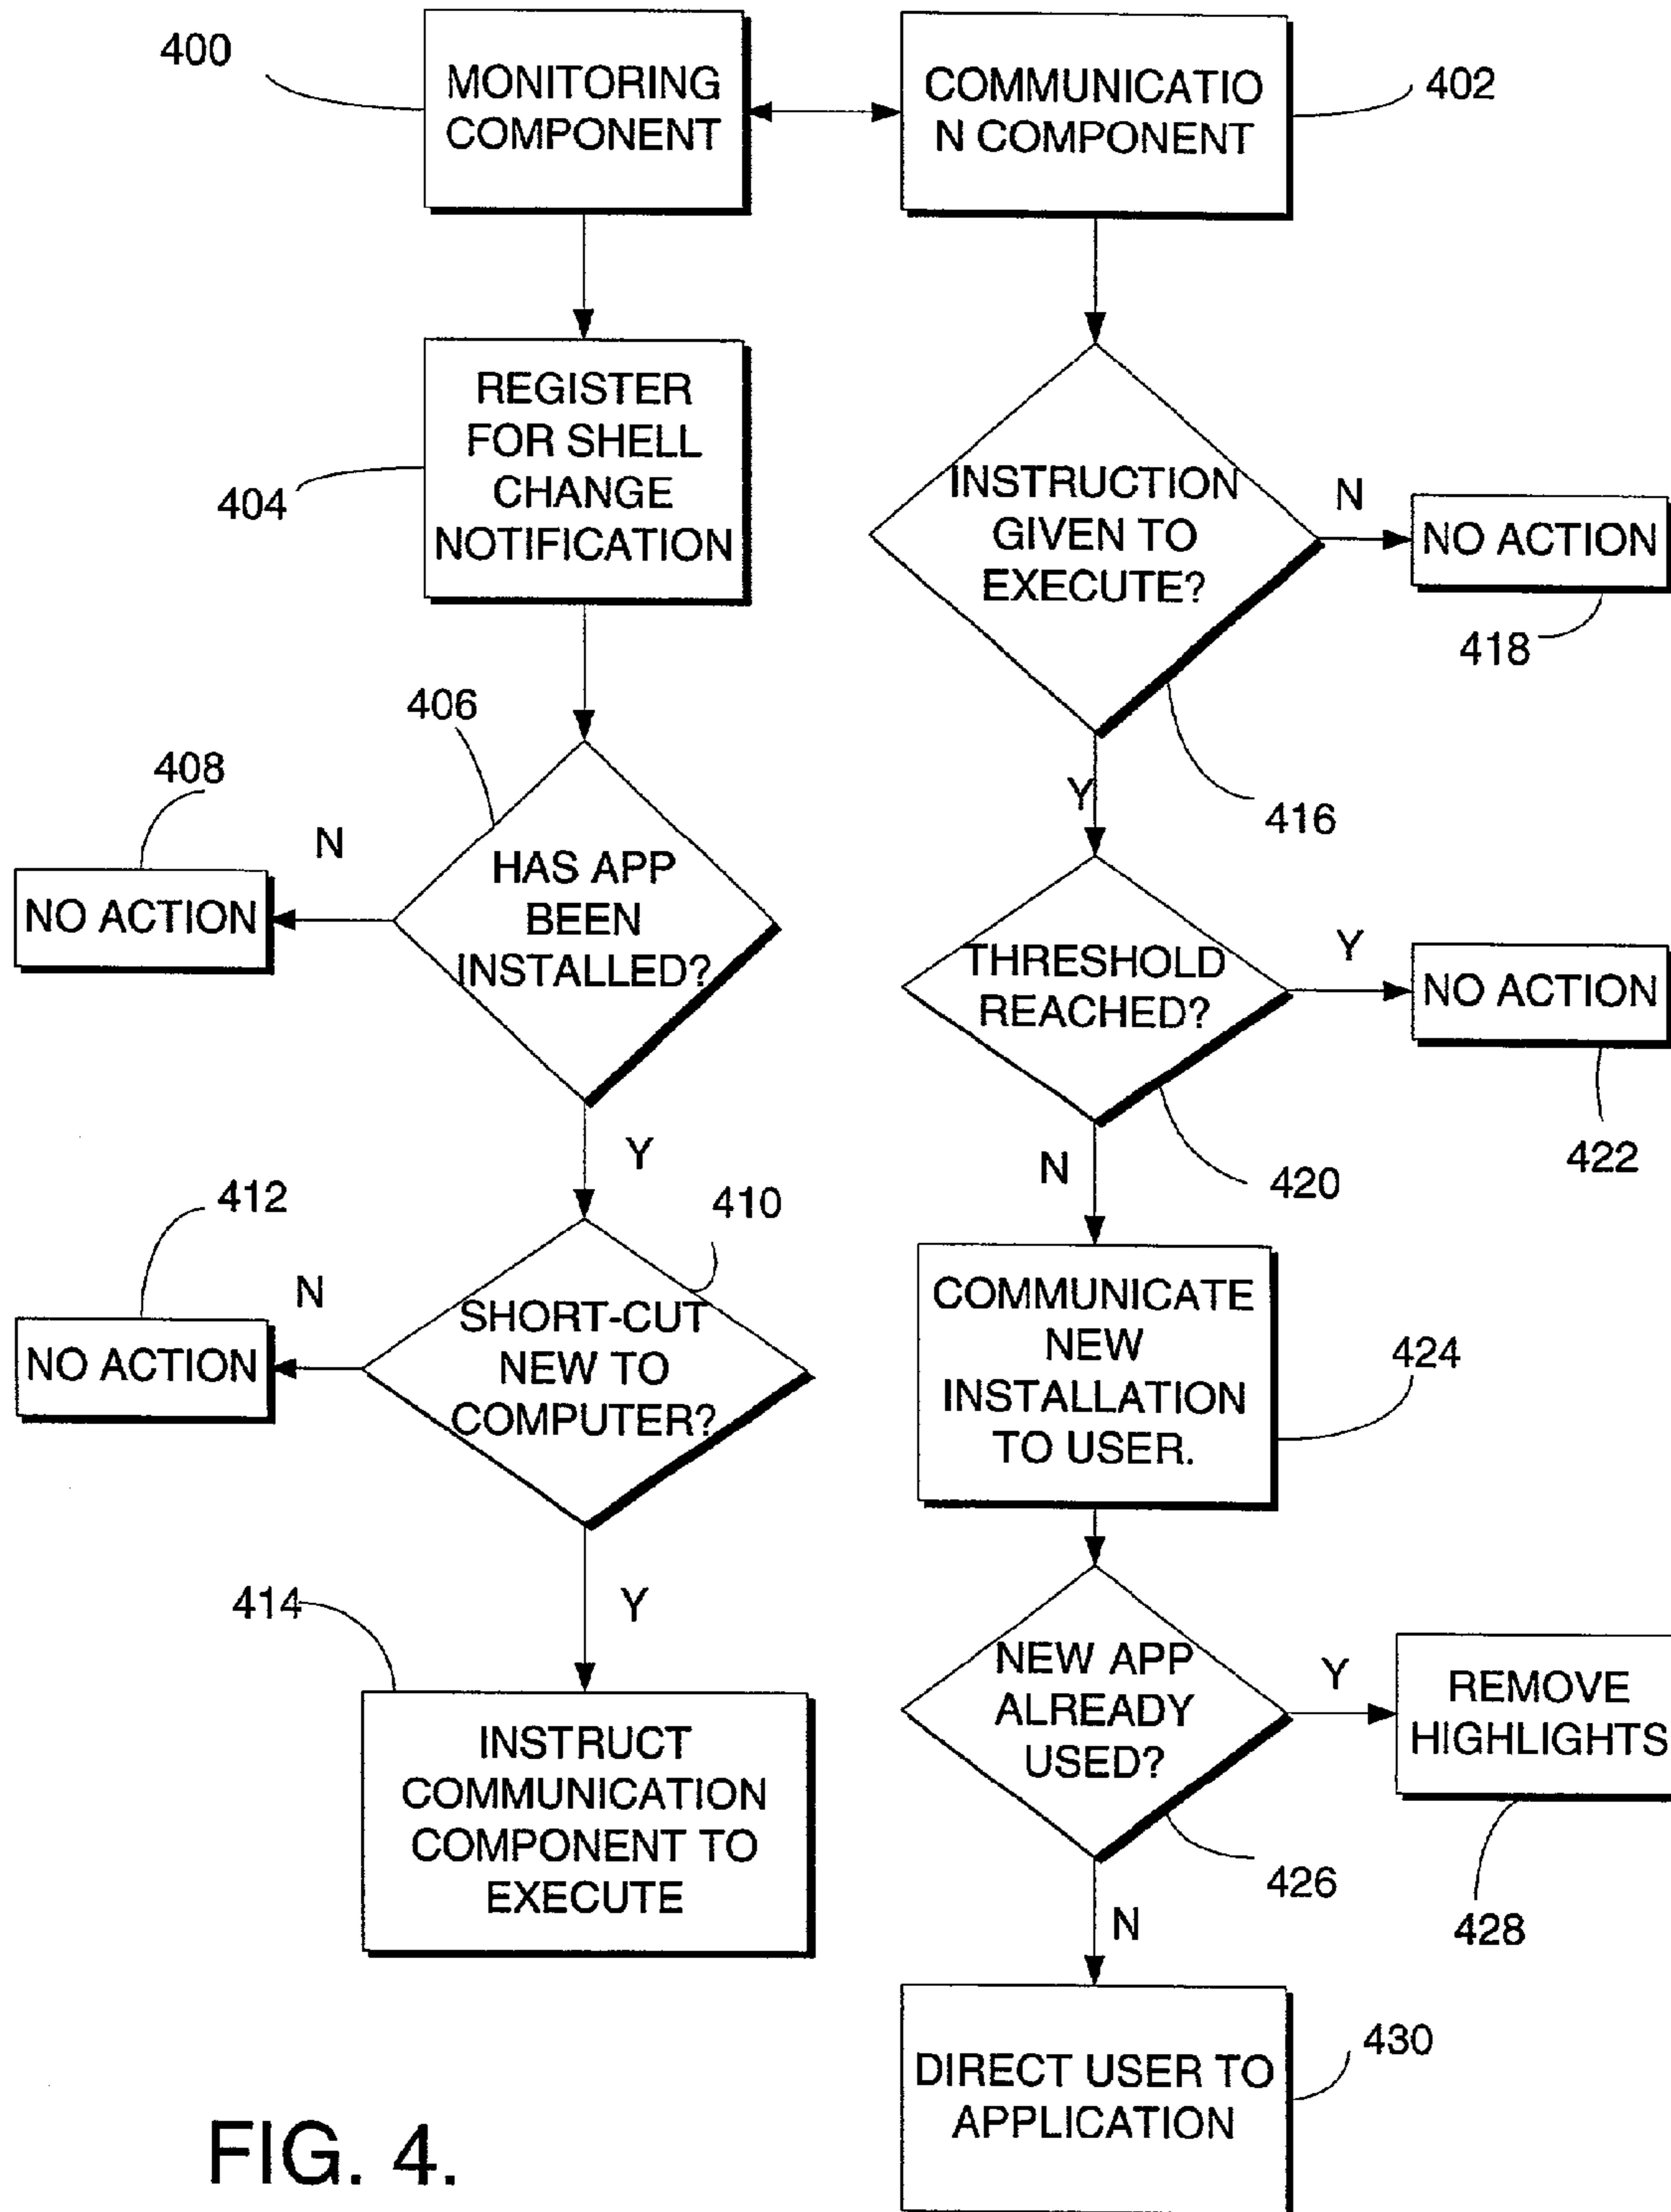 400
MONITORING
COMPONENT
COMMUNICATIO
N COMPONENT
402
REGISTER
FOR SHELL
CHANGE
NOTIFICATION
404
INSTRUCTION
GIVEN TO
EXECUTE?
N
NO ACTION
418
416
Y
406
HAS APP
BEEN
INSTALLED?
408
N
NO ACTION
Y
THRESHOLD
REACHED?
Y
NO ACTION
422
420
N
412
410
SHORT-CUT
NEW TO
COMPUTER?
N
NO ACTION
Y
COMMUNICATE
NEW
INSTALLATION
TO USER.
424
414
INSTRUCT
COMMUNICATION
COMPONENT TO
EXECUTE
NEW APP
ALREADY
USED?
Y
REMOVE
HIGHLIGHTS
428
426
N
DIRECT USER TO
APPLICATION
430
FIG. 4.